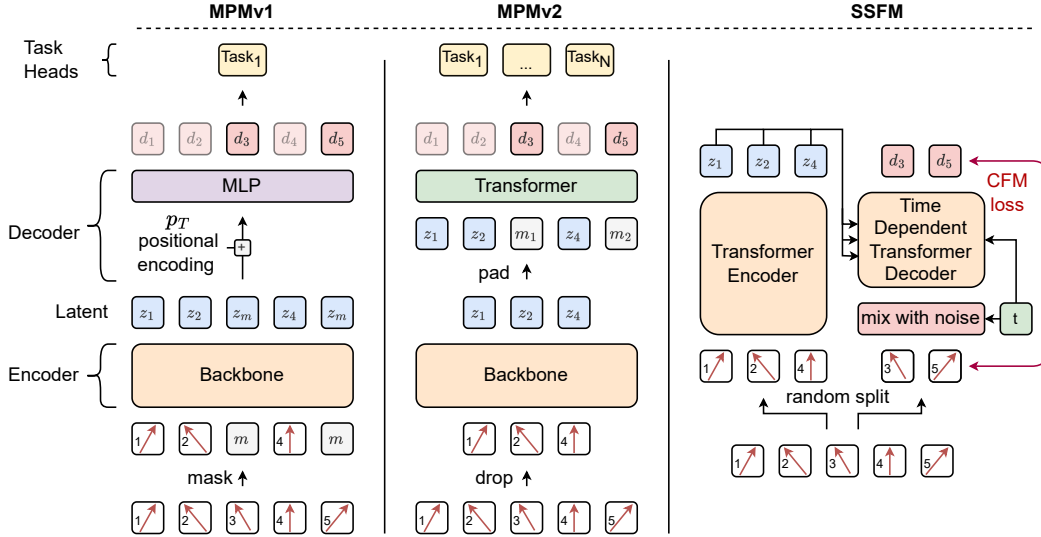 MPMv1
MPMv2
SSFM
Task
Heads
Task1
Task1
...
TaskN
d1 d2 d3 d4 d5
d1 d2 d3 d4 d5
z1 z2 z4
d3 d5
Decoder
MLP
Transformer
CFM
loss
pT
positional
encoding
+
z1 z2 m1 z4 m2
pad
Transformer
Encoder
Time
Dependent
Transformer
Decoder
Latent
z1 z2 zm z4 zm
z1 z2 z4
mix with noise
t
Encoder
Backbone
Backbone
1 2 4
3 5
random split
1 2 m 4 m
1 2 4
1 2 3 4 5
mask
drop
1 2 3 4 5
1 2 3 4 5